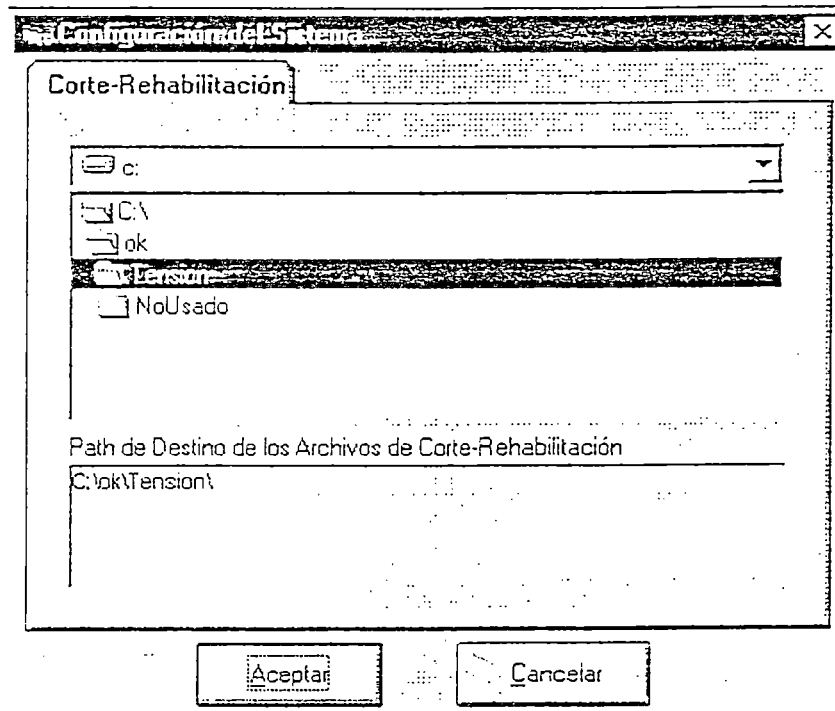 Configuración del Sistema
Corte-Rehabilitación
c:
C:\
ok
Tension
NoUsado
Path de Destino de los Archivos de Corte-Rehabilitación
C:\ok\Tension\
Aceptar
Cancelar